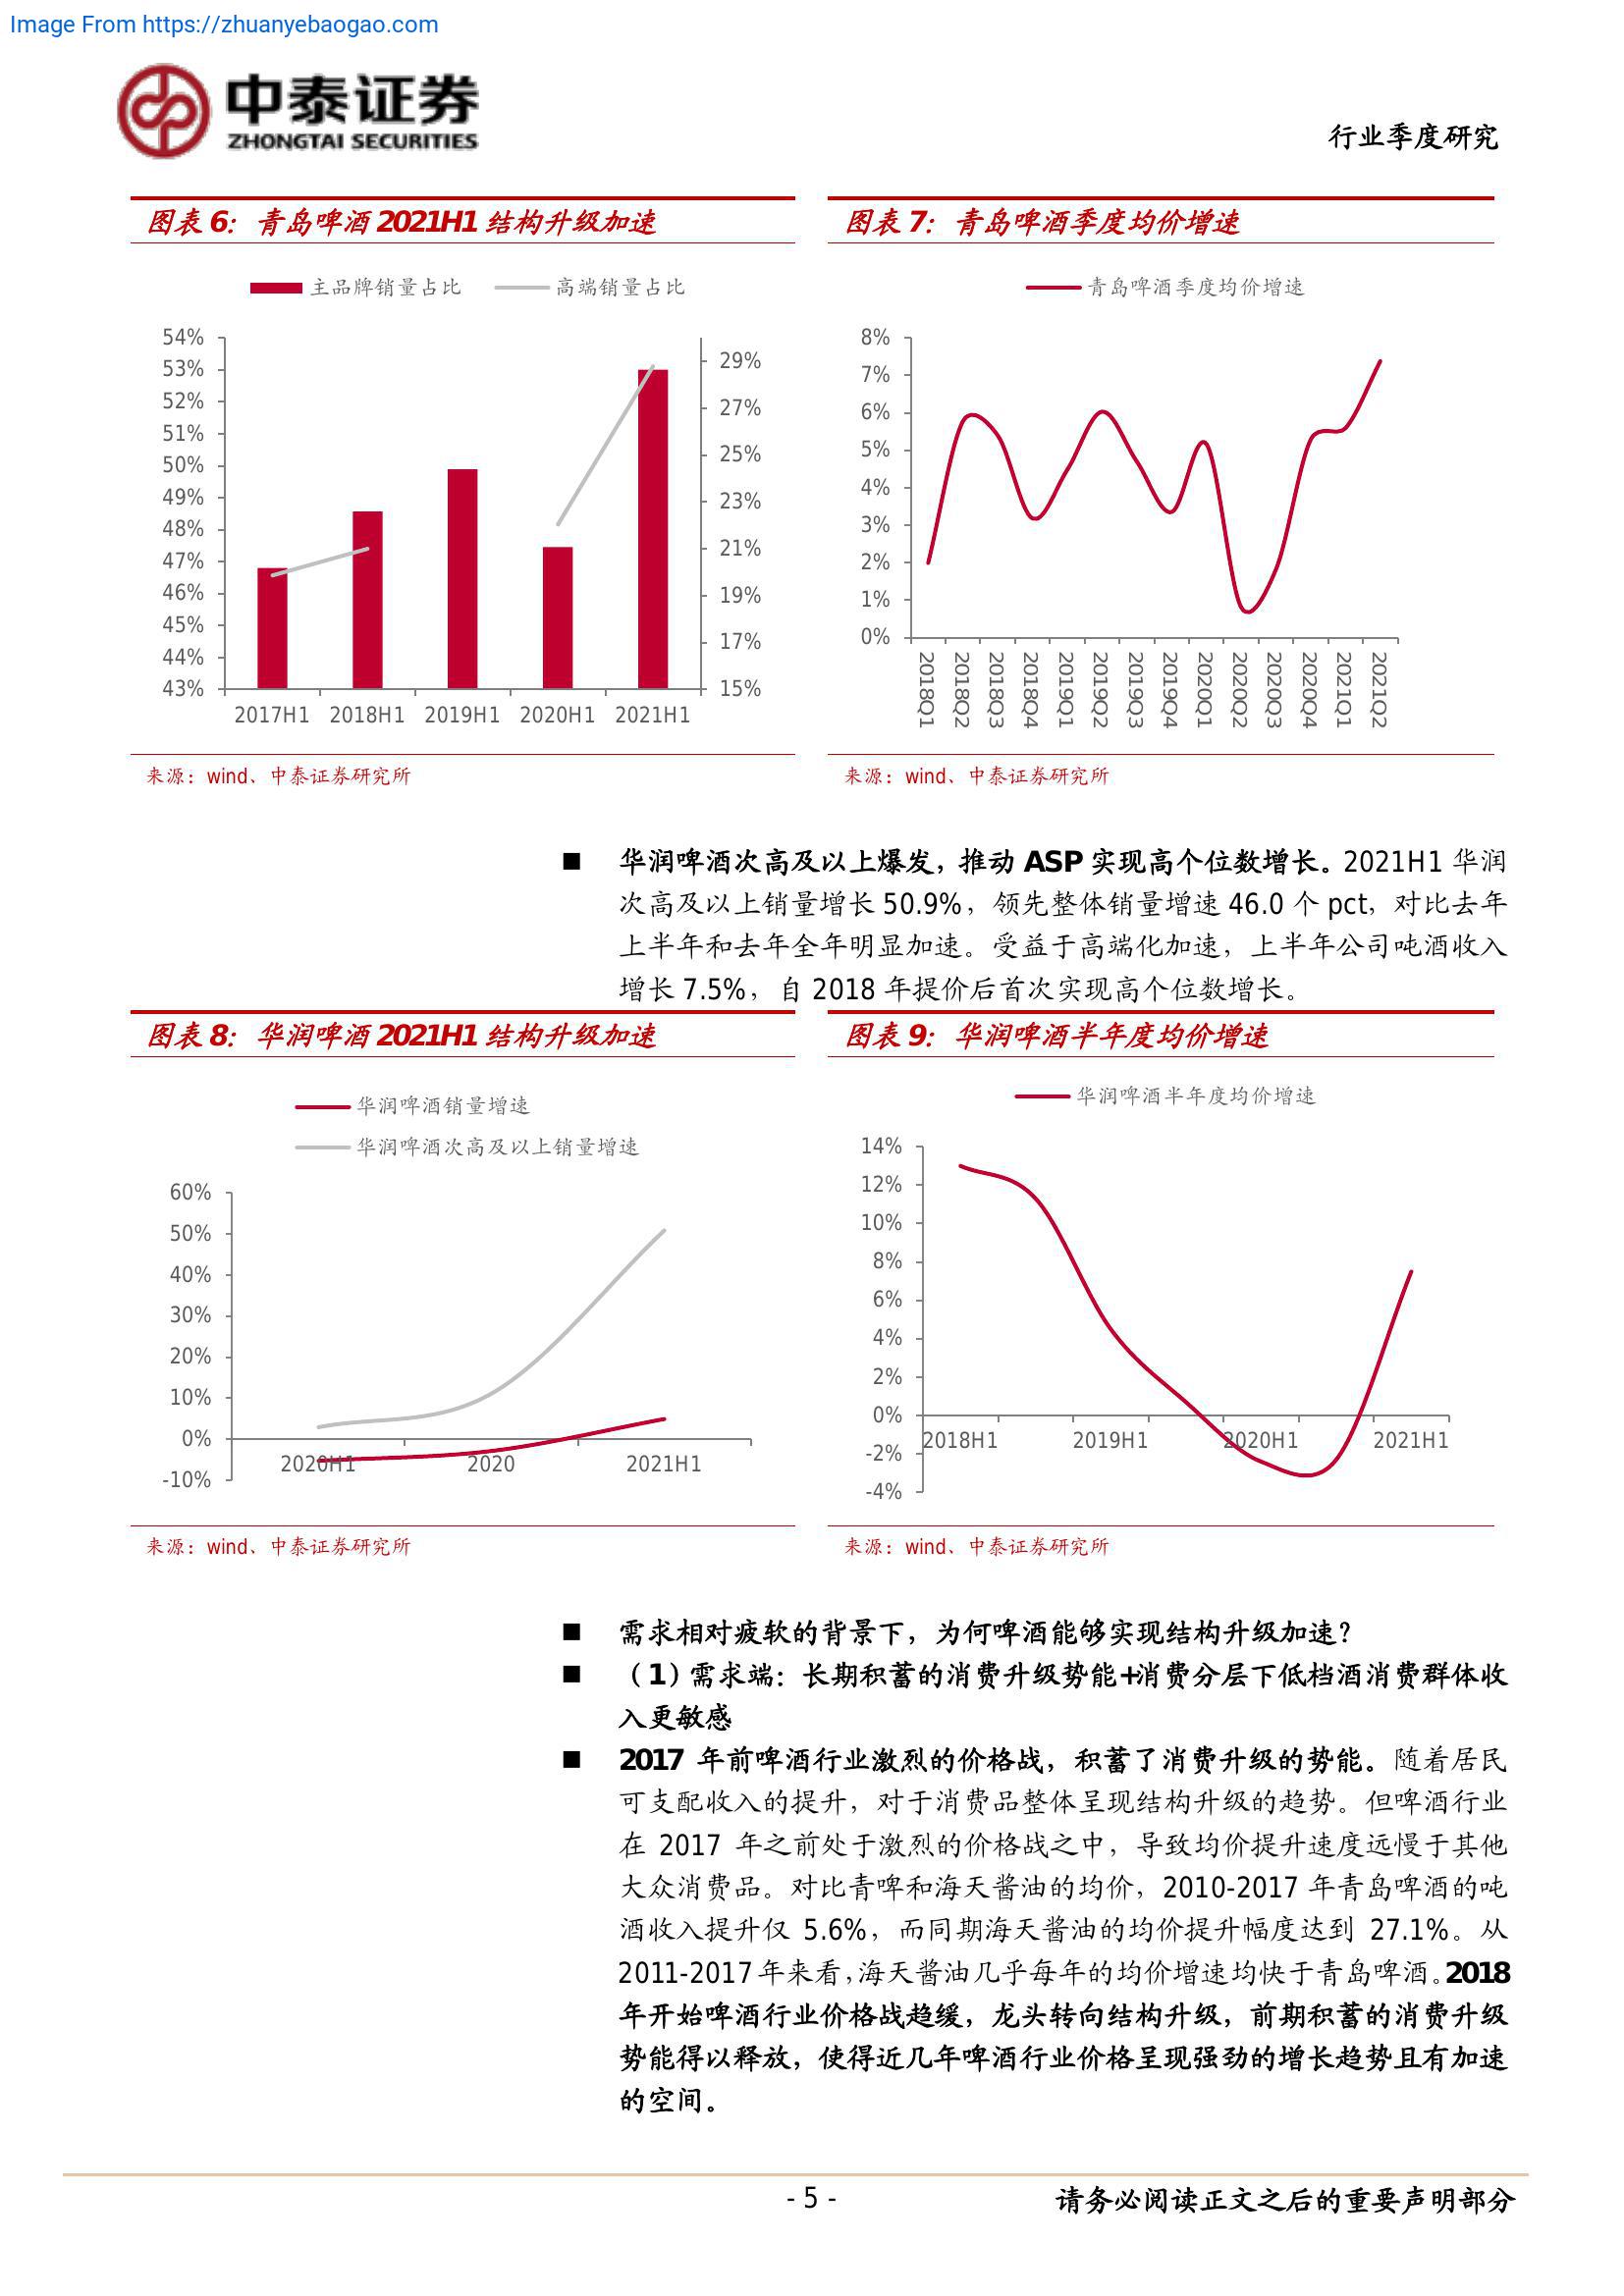 Image From https://zhuanyebaogao.com
中泰证券
ZHONGTAI SECURITIES
行业季度研究
图表 6：青岛啤酒 2021H1 结构升级加速
主品牌销量占比 高端销量占比
54%
53%
52%
51%
50%
49%
48%
47%
46%
45%
44%
43%
29%
27%
25%
23%
21%
19%
17%
15%
2017H1 2018H1 2019H1 2020H1 2021H1
来源：wind、中泰证券研究所
图表 7：青岛啤酒季度均价增速
青岛啤酒季度均价增速
8%
7%
6%
5%
4%
3%
2%
1%
0%
2018Q1 2018Q2 2018Q3 2018Q4 2019Q1 2019Q2 2019Q3 2019Q4 2020Q1 2020Q2 2020Q3 2020Q4 2021Q1 2021Q2
来源：wind、中泰证券研究所
■ 华润啤酒次高及以上爆发，推动 ASP 实现高个位数增长。2021H1 华润
次高及以上销量增长 50.9%，领先整体销量增速 46.0 个 pct，对比去年
上半年和去年全年明显加速。受益于高端化加速，上半年公司吨酒收入
增长 7.5%，自 2018 年提价后首次实现高个位数增长。
图表 8：华润啤酒 2021H1 结构升级加速
华润啤酒销量增速
华润啤酒次高及以上销量增速
60%
50%
40%
30%
20%
10%
0%
-10%
2020H1 2020 2021H1
来源：wind、中泰证券研究所
图表 9：华润啤酒半年度均价增速
华润啤酒半年度均价增速
14%
12%
10%
8%
6%
4%
2%
0%
-2%
-4%
2018H1 2019H1 2020H1 2021H1
来源：wind、中泰证券研究所
■ 需求相对疲软的背景下，为何啤酒能够实现结构升级加速？
■ （1）需求端：长期积蓄的消费升级势能+消费分层下低档酒消费群体收
入更敏感
■ 2017 年前啤酒行业激烈的价格战，积蓄了消费升级的势能。随着居民
可支配收入的提升，对于消费品整体呈现结构升级的趋势。但啤酒行业
在 2017 年之前处于激烈的价格战之中，导致均价提升速度远慢于其他
大众消费品。对比青啤和海天酱油的均价，2010-2017 年青岛啤酒的吨
酒收入提升仅 5.6%，而同期海天酱油的均价提升幅度达到 27.1%。从
2011-2017 年来看，海天酱油几乎每年的均价增速均快于青岛啤酒。2018
年开始啤酒行业价格战趋缓，龙头转向结构升级，前期积蓄的消费升级
势能得以释放，使得近几年啤酒行业价格呈现强劲的增长趋势且有加速
的空间。
- 5 -
请务必阅读正文之后的重要声明部分